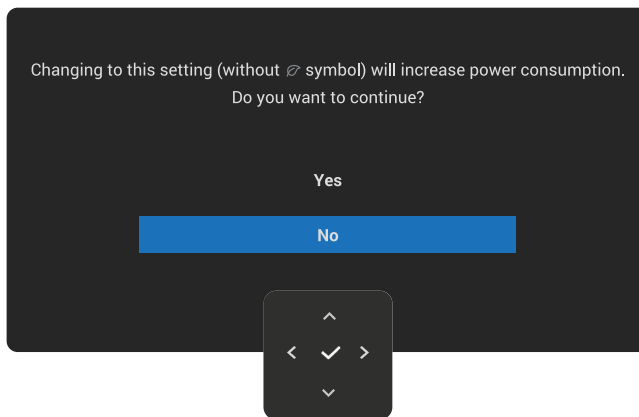 Changing to this setting (without symbol) will increase power consumption.
Do you want to continue?
Yes
No